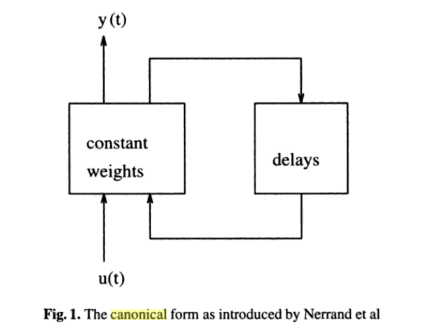 y(t)
constant
weights
delays
u(t)
Fig. 1. The canonical form as introduced by Nerrand et al